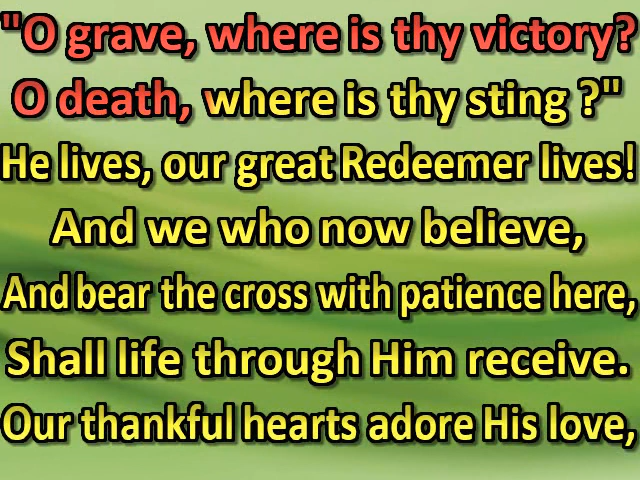 "O grave, where is thy victory?
O death, where is thy sting ?"
He lives, our great Redeemer lives!
And we who now believe,
And bear the cross with patience here,
Shall life through Him receive.
Our thankful hearts adore His love,